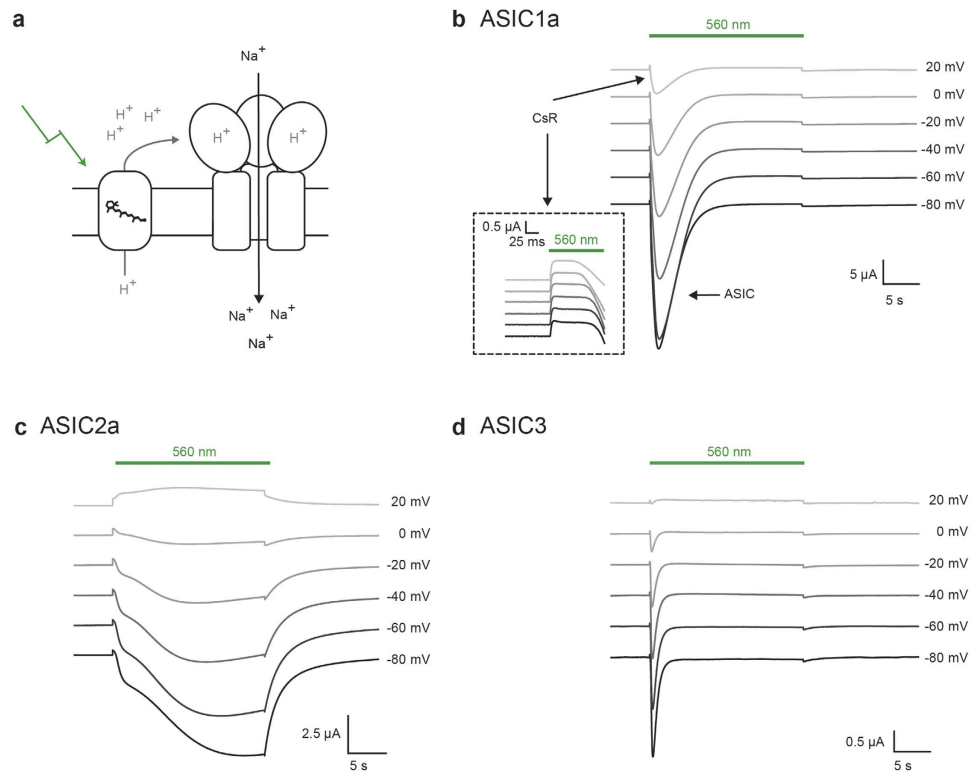 a
Na⁺
H⁺ H⁺
H⁺
H⁺ H⁺
H⁺
Na⁺ Na⁺
Na⁺
b ASIC1a
560 nm
20 mV
0 mV
-20 mV
-40 mV
-60 mV
-80 mV
CsR
0.5 µA
25 ms
560 nm
ASIC
5 µA
5 s
c ASIC2a
560 nm
20 mV
0 mV
-20 mV
-40 mV
-60 mV
-80 mV
2.5 µA
5 s
d ASIC3
560 nm
20 mV
0 mV
-20 mV
-40 mV
-60 mV
-80 mV
0.5 µA
5 s